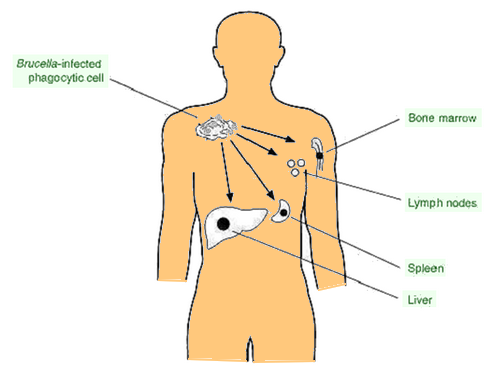 Brucella-infected
phagocytic cell
Bone marrow
Lymph nodes
Spleen
Liver